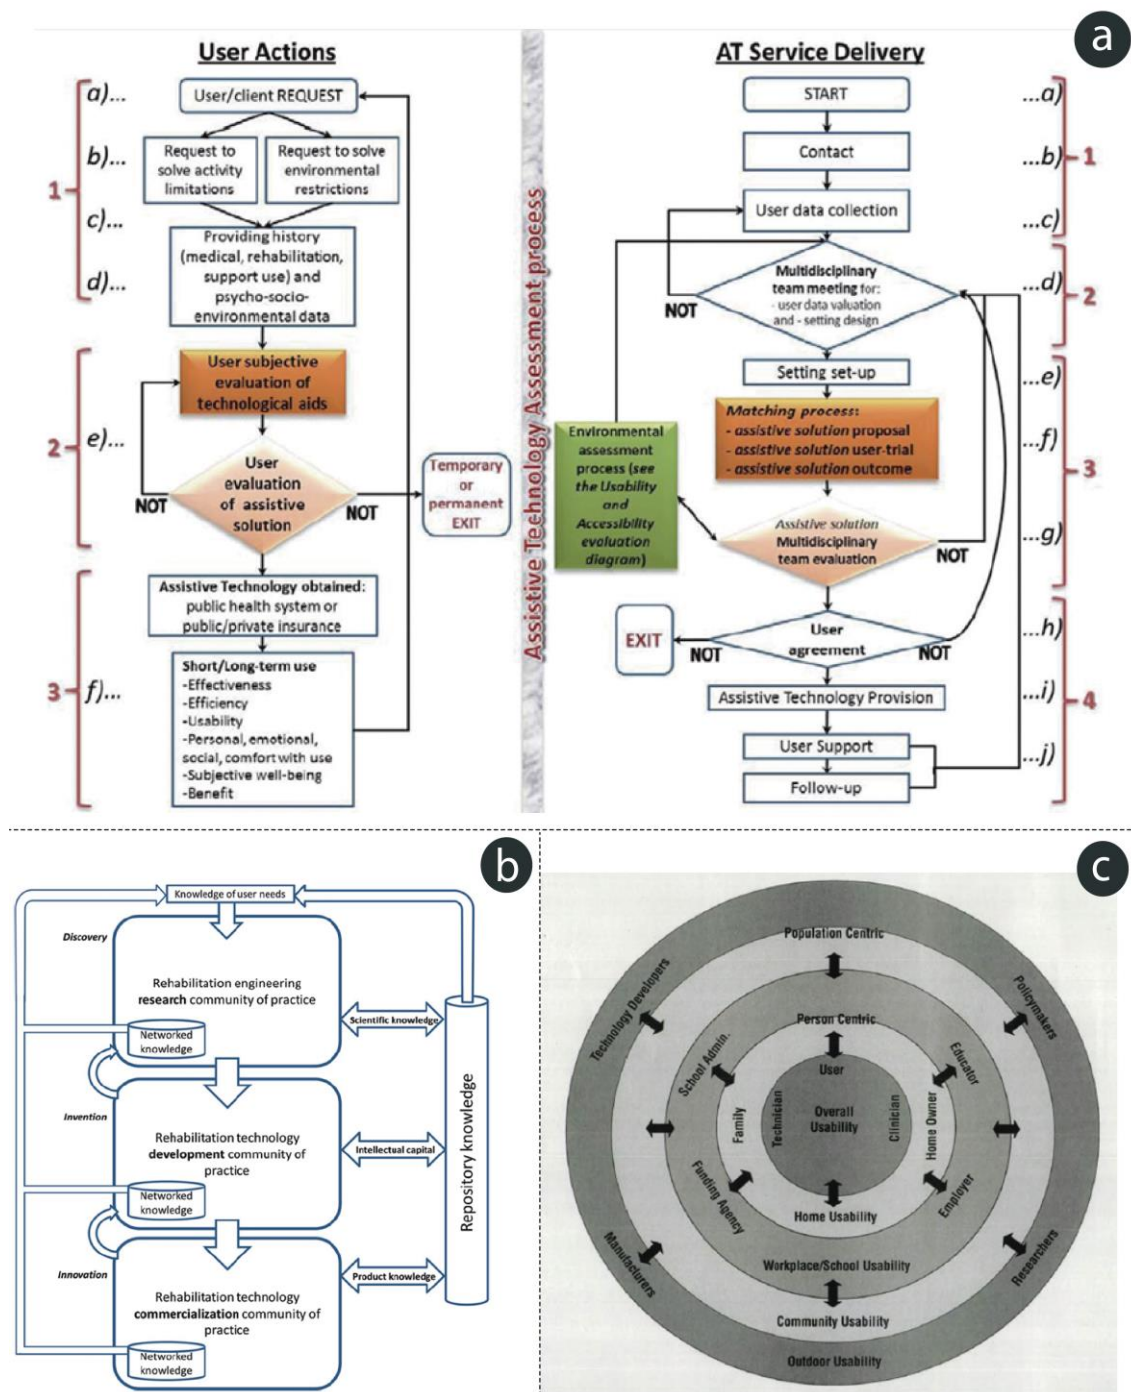 a
User Actions
a)...
User/client REQUEST
b)...
Request to
solve activity
limitations
Request to solve
environmental
restrictions
1
c)...
Providing history
(medical, rehabilitation,
support use) and
psycho-socio-
environmental data
d)...
User subjective
evaluation of
technological aids
2
e)...
User
evaluation
of assistive
solution
NOT
NOT
Temporary
or
permanent
EXIT
Assistive Technology obtained:
public health system or
public/private insurance
3
f)...
Short/Long-term use
-Effectiveness
-Efficiency
-Usability
-Personal, emotional,
social, comfort with use
-Subjective well-being
-Benefit
Assistive Technology Assessment process
AT Service Delivery
START
...a)
Contact
...b)
1
User data collection
...c)
Multidisciplinary
team meeting for:
- user data valuation
and - setting design
NOT
...d)
2
Setting set-up
...e)
Matching process:
- assistive solution proposal
- assistive solution user-trial
- assistive solution outcome
...f)
3
Environmental
assessment
process (see
the Usability
and
Accessibility
evaluation
diagram)
Assistive solution
Multidisciplinary
team evaluation
NOT
...g)
EXIT
NOT
User
agreement
NOT
...h)
Assistive Technology Provision
...i)
4
User Support
...j)
Follow-up
b
Knowledge of user needs
Discovery
Rehabilitation engineering
research community of practice
Networked
knowledge
Scientific knowledge
Invention
Rehabilitation technology
development community of
practice
Networked
knowledge
Intellectual capital
Repository knowledge
Innovation
Rehabilitation technology
commercialization community of
practice
Networked
knowledge
Product knowledge
c
Population Centric
Technology Developers
Policymakers
Person Centric
School Admin.
Educator
User
Family
Technician
Overall
Usability
Clinician
Home Owner
Funding Agency
Employer
Home Usability
Manufacturers
Researchers
Workplace/School Usability
Community Usability
Outdoor Usability